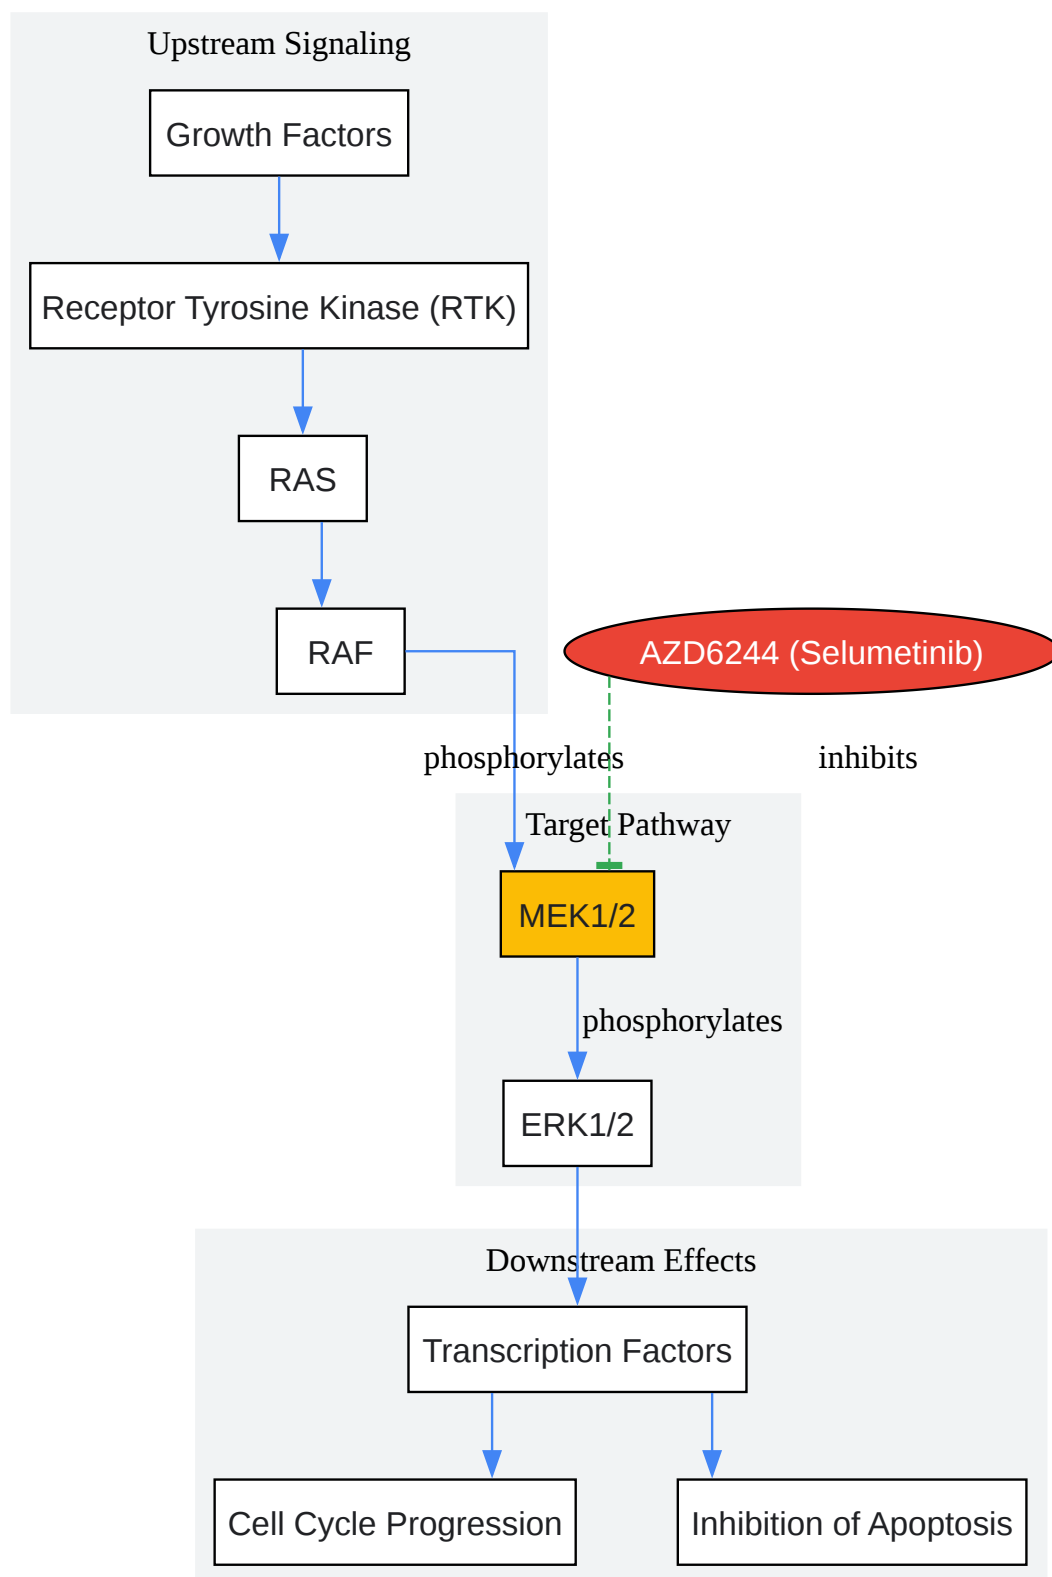 Upstream Signaling
Growth Factors
Receptor Tyrosine Kinase (RTK)
RAS
RAF
AZD6244 (Selumetinib)
phosphorylates
inhibits
Target Pathway
MEK1/2
phosphorylates
ERK1/2
Downstream Effects
Transcription Factors
Cell Cycle Progression
Inhibition of Apoptosis